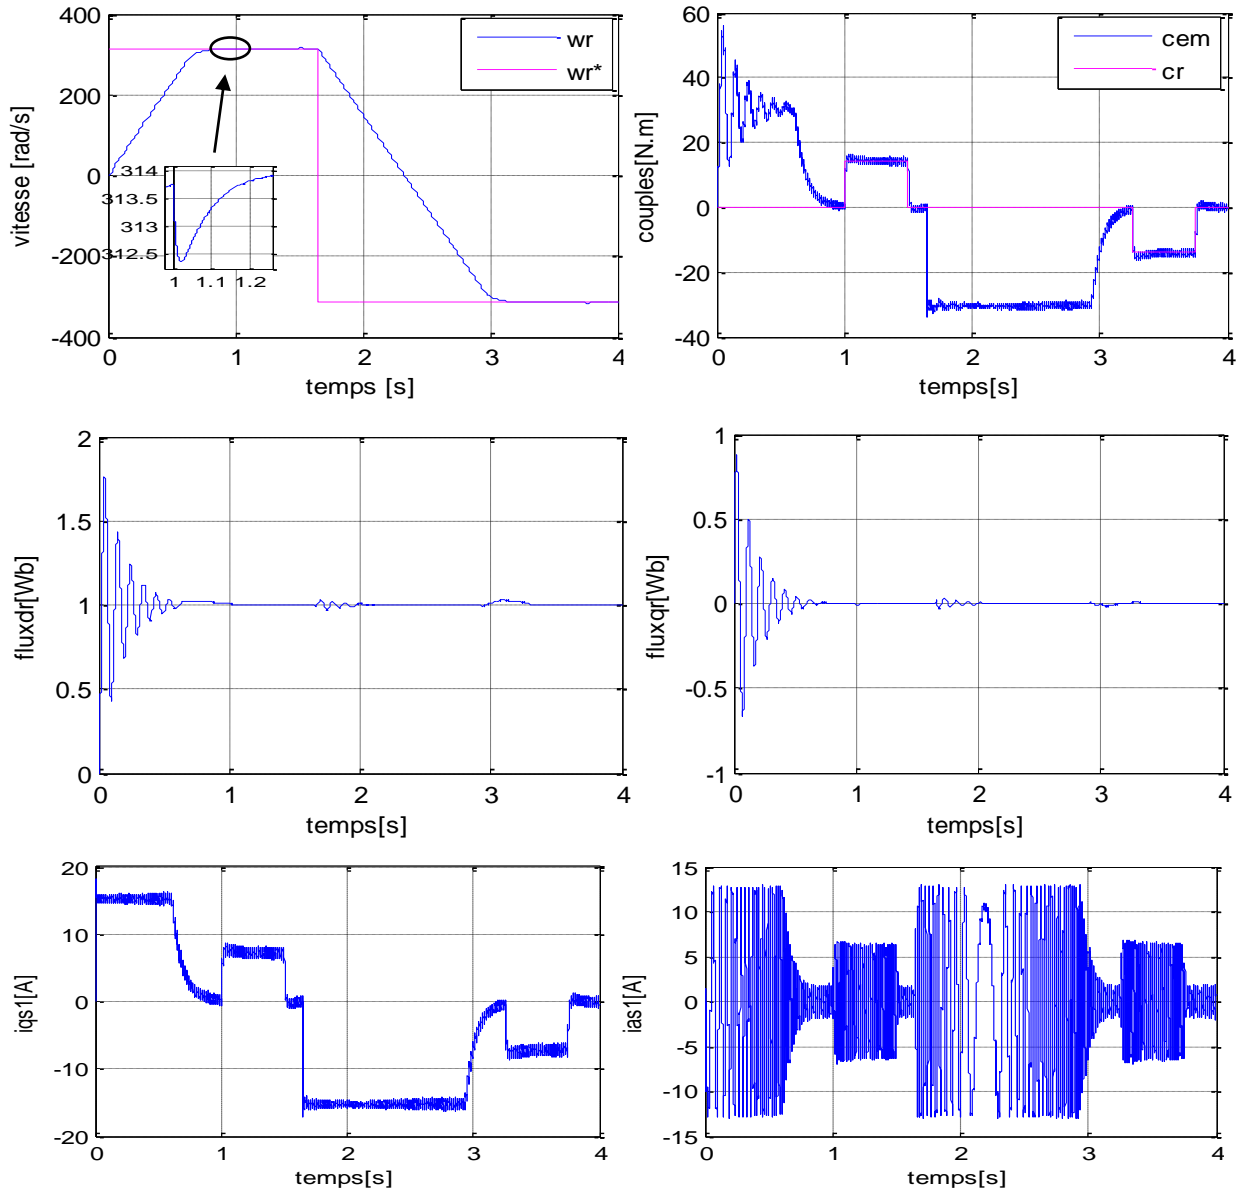 400
200
0
-200
-400
vitesse [rad/s]
wr
wr*
314
313.5
313
312.5
1 1.1 1.2
0 1 2 3 4
temps [s]
60
40
20
0
-20
-40
couples[N.m]
cem
cr
0 1 2 3 4
temps[s]
2
1.5
1
0.5
0
fluxdr[Wb]
0 1 2 3 4
temps[s]
1
0.5
0
-0.5
-1
fluxqr[Wb]
0 1 2 3 4
temps[s]
20
10
0
-10
-20
iqs1[A]
0 1 2 3 4
temps[s]
15
10
5
0
-5
-10
-15
ias1[A]
0 1 2 3 4
temps[s]